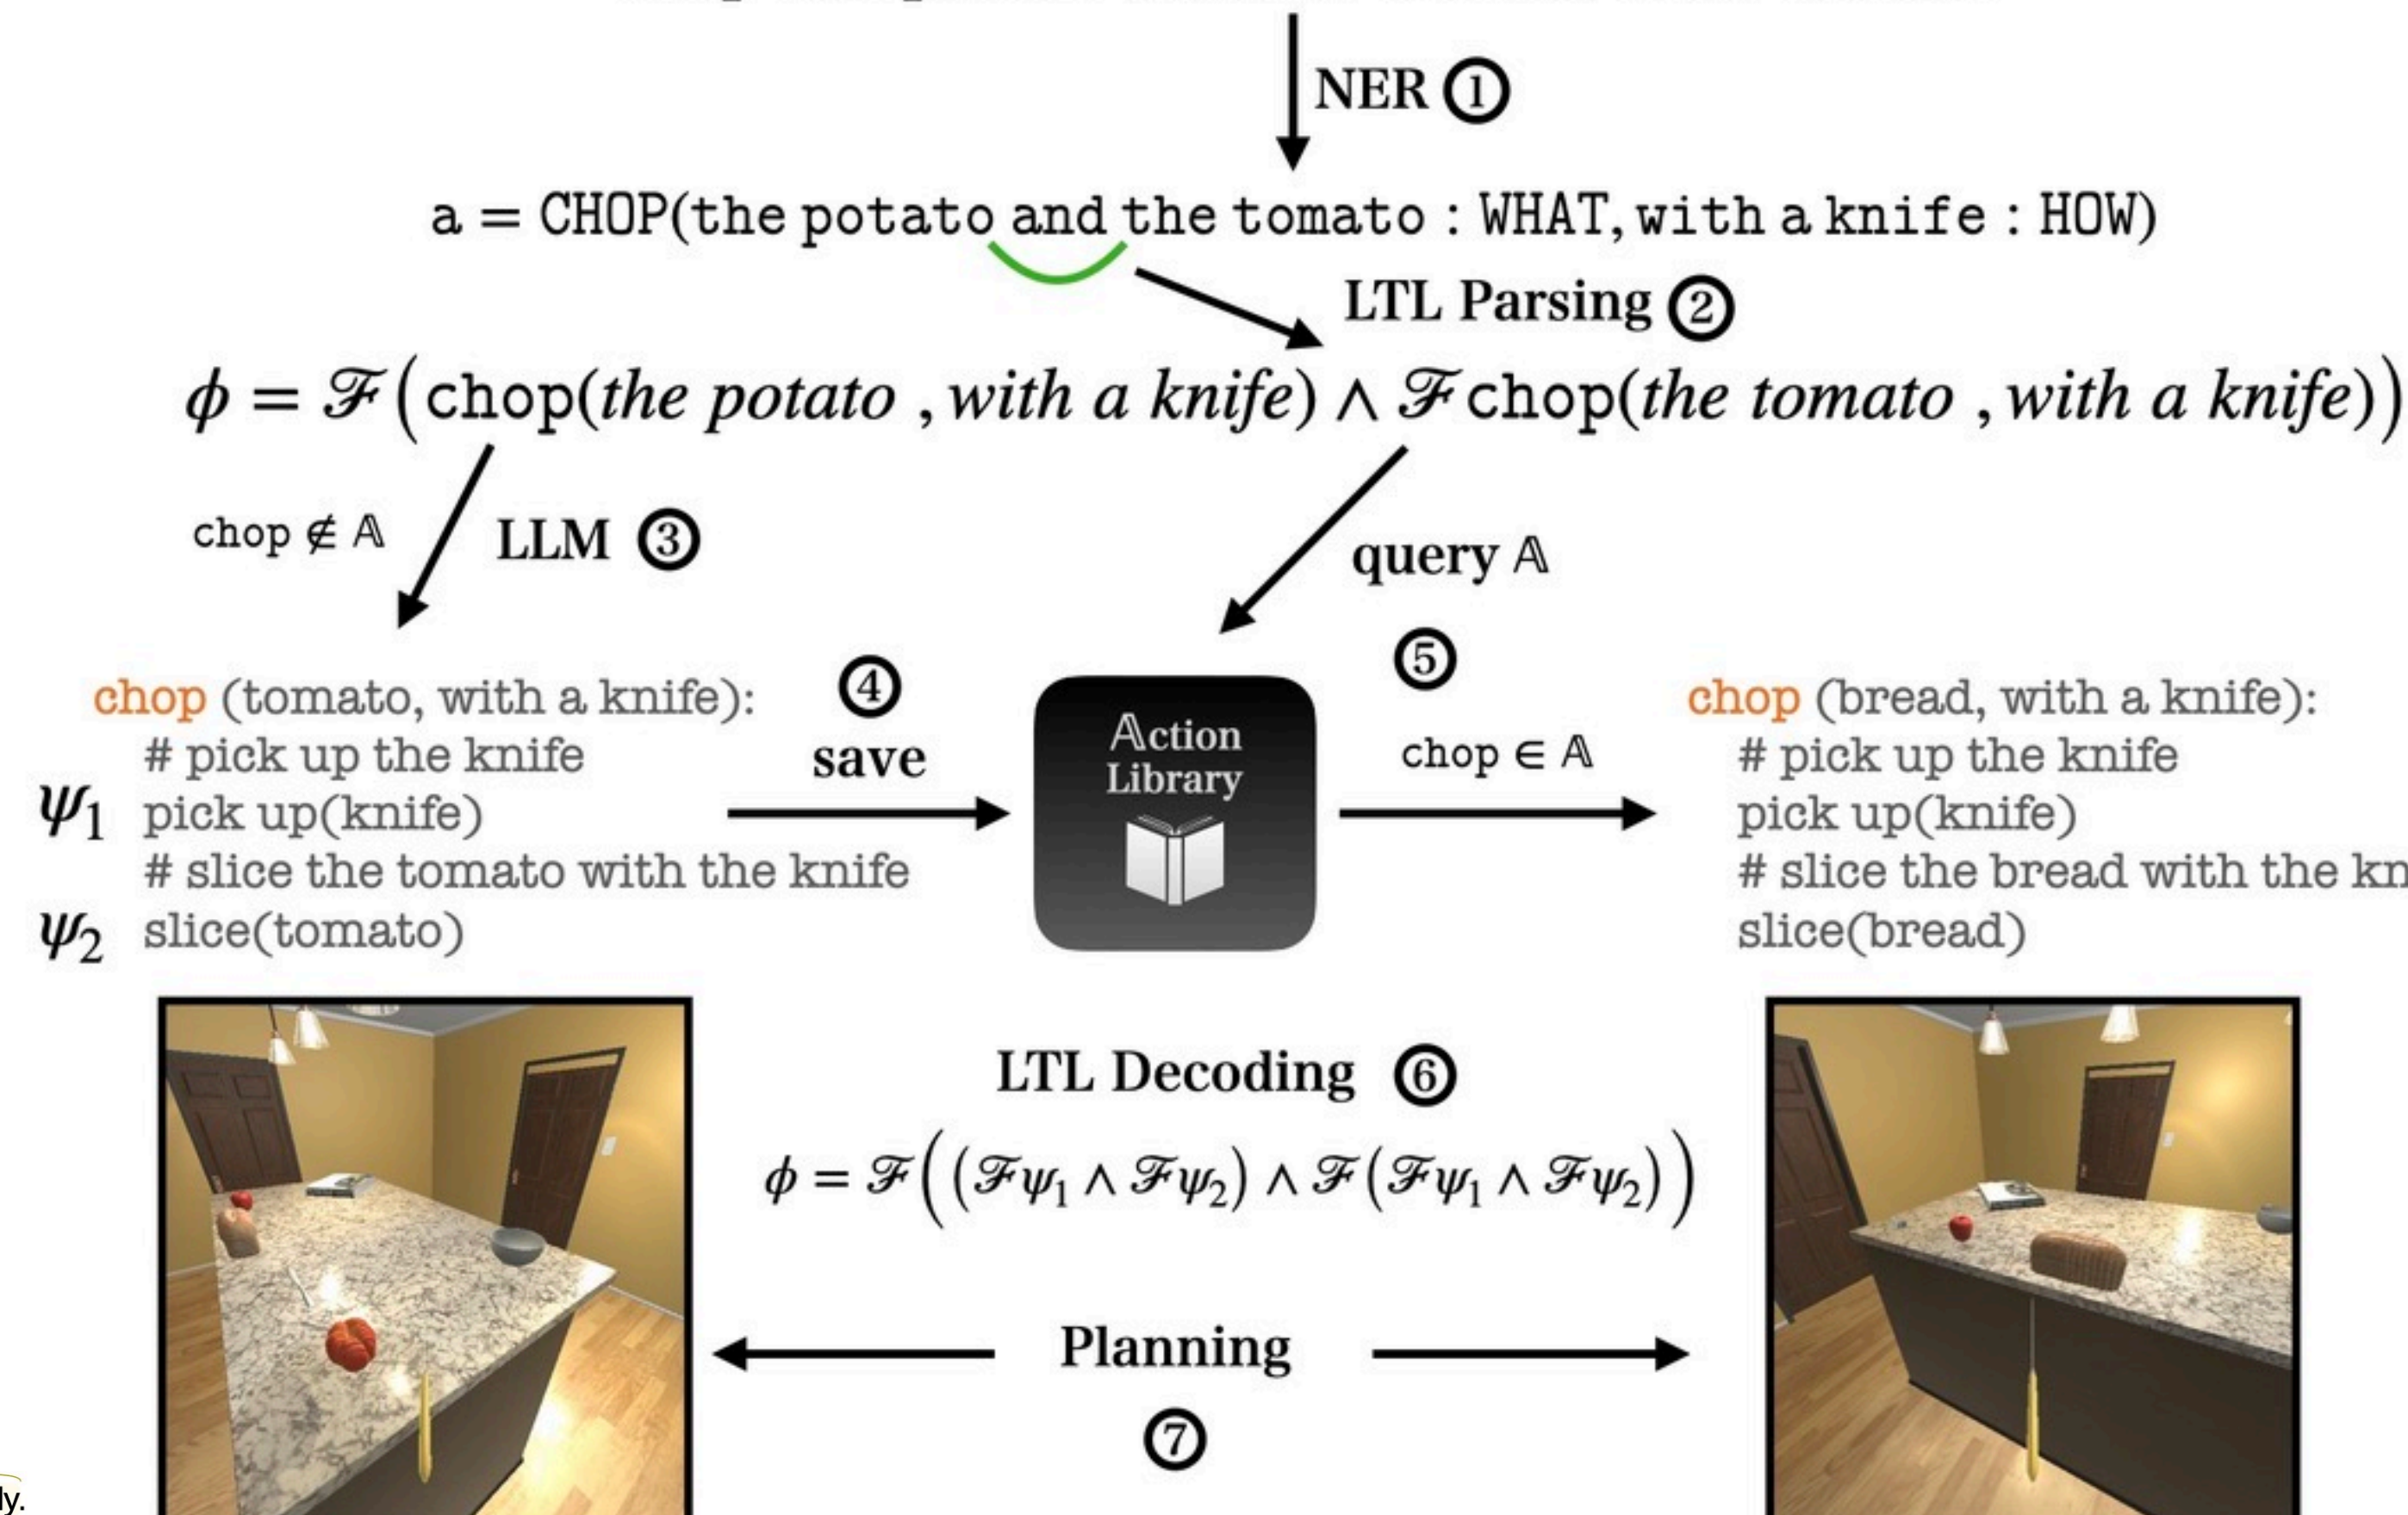 NER ①
a = CHOP(the potato and the tomato : WHAT, with a knife : HOW)
LTL Parsing ②
ϕ = ℱ(chop(the potato , with a knife) ∧ ℱ chop(the tomato , with a knife))
chop ∉ 𝔸
LLM ③
query 𝔸
⑤
chop ∈ 𝔸
chop (tomato, with a knife):
# pick up the knife
ψ1 pick up(knife)
# slice the tomato with the knife
ψ2 slice(tomato)
④
save
𝔸ction
Library
chop (bread, with a knife):
# pick up the knife
pick up(knife)
# slice the bread with the kn
slice(bread)
LTL Decoding ⑥
ϕ = ℱ((ℱψ1 ∧ ℱψ2) ∧ ℱ(ℱψ1 ∧ ℱψ2))
Planning
⑦
ly.